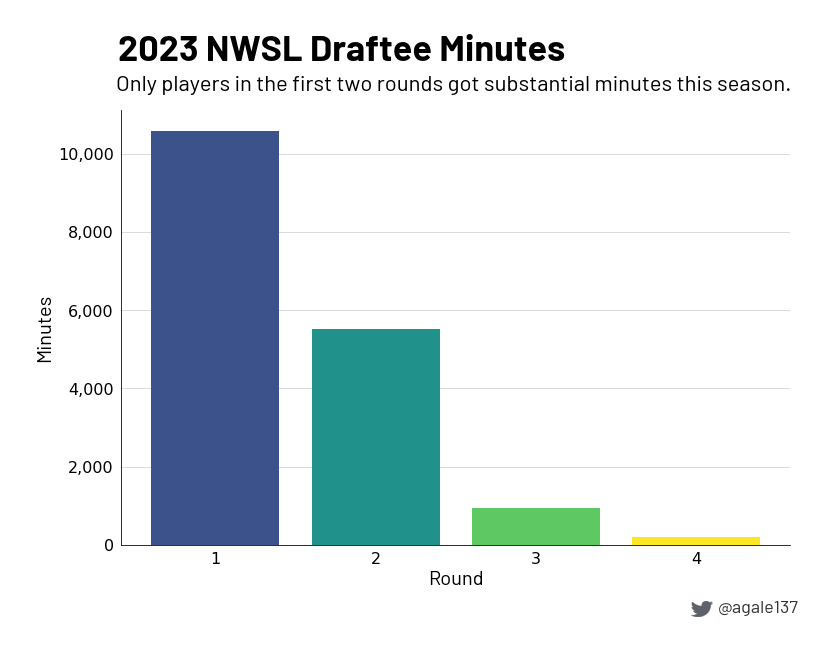 2023 NWSL Draftee Minutes
Only players in the first two rounds got substantial minutes this season.
10,000
8,000
6,000
4,000
2,000
0
Minutes
1 2 3 4
Round
@agale137